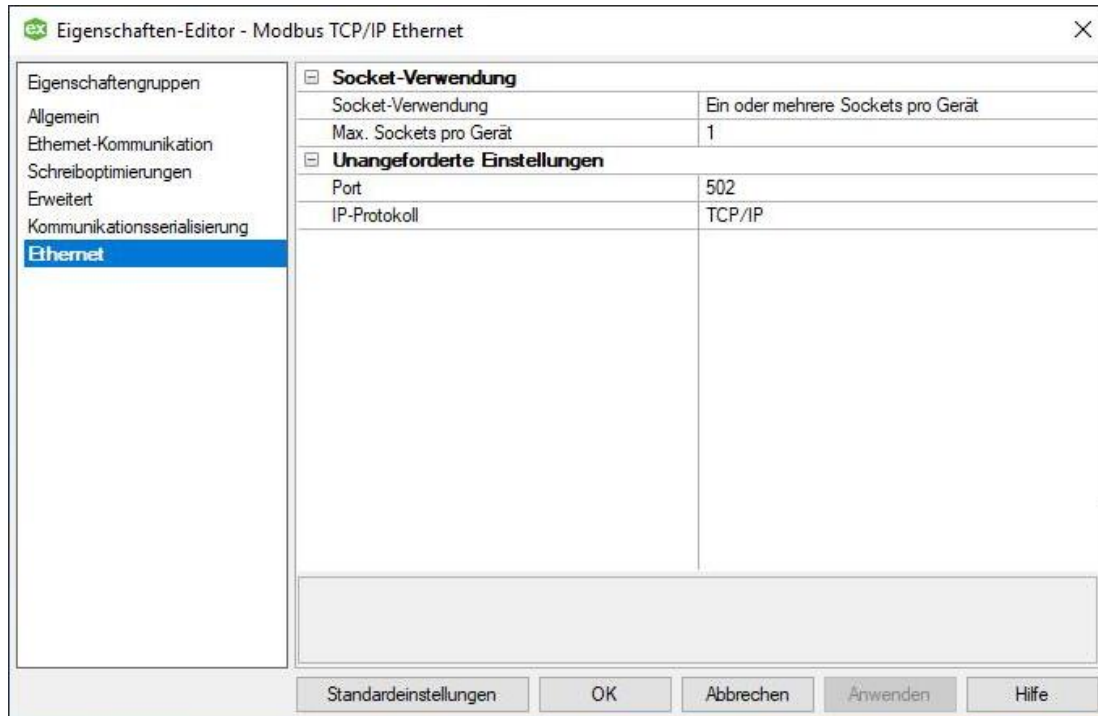 ex Eigenschaften-Editor - Modbus TCP/IP Ethernet
Eigenschaftengruppen
Allgemein
Ethernet-Kommunikation
Schreiboptimierungen
Erweitert
Kommunikationsserialisierung
Ethernet
Socket-Verwendung
Socket-Verwendung Ein oder mehrere Sockets pro Gerät
Max. Sockets pro Gerät 1
Unangeforderte Einstellungen
Port 502
IP-Protokoll TCP/IP
Standardeinstellungen OK Abbrechen Anwenden Hilfe